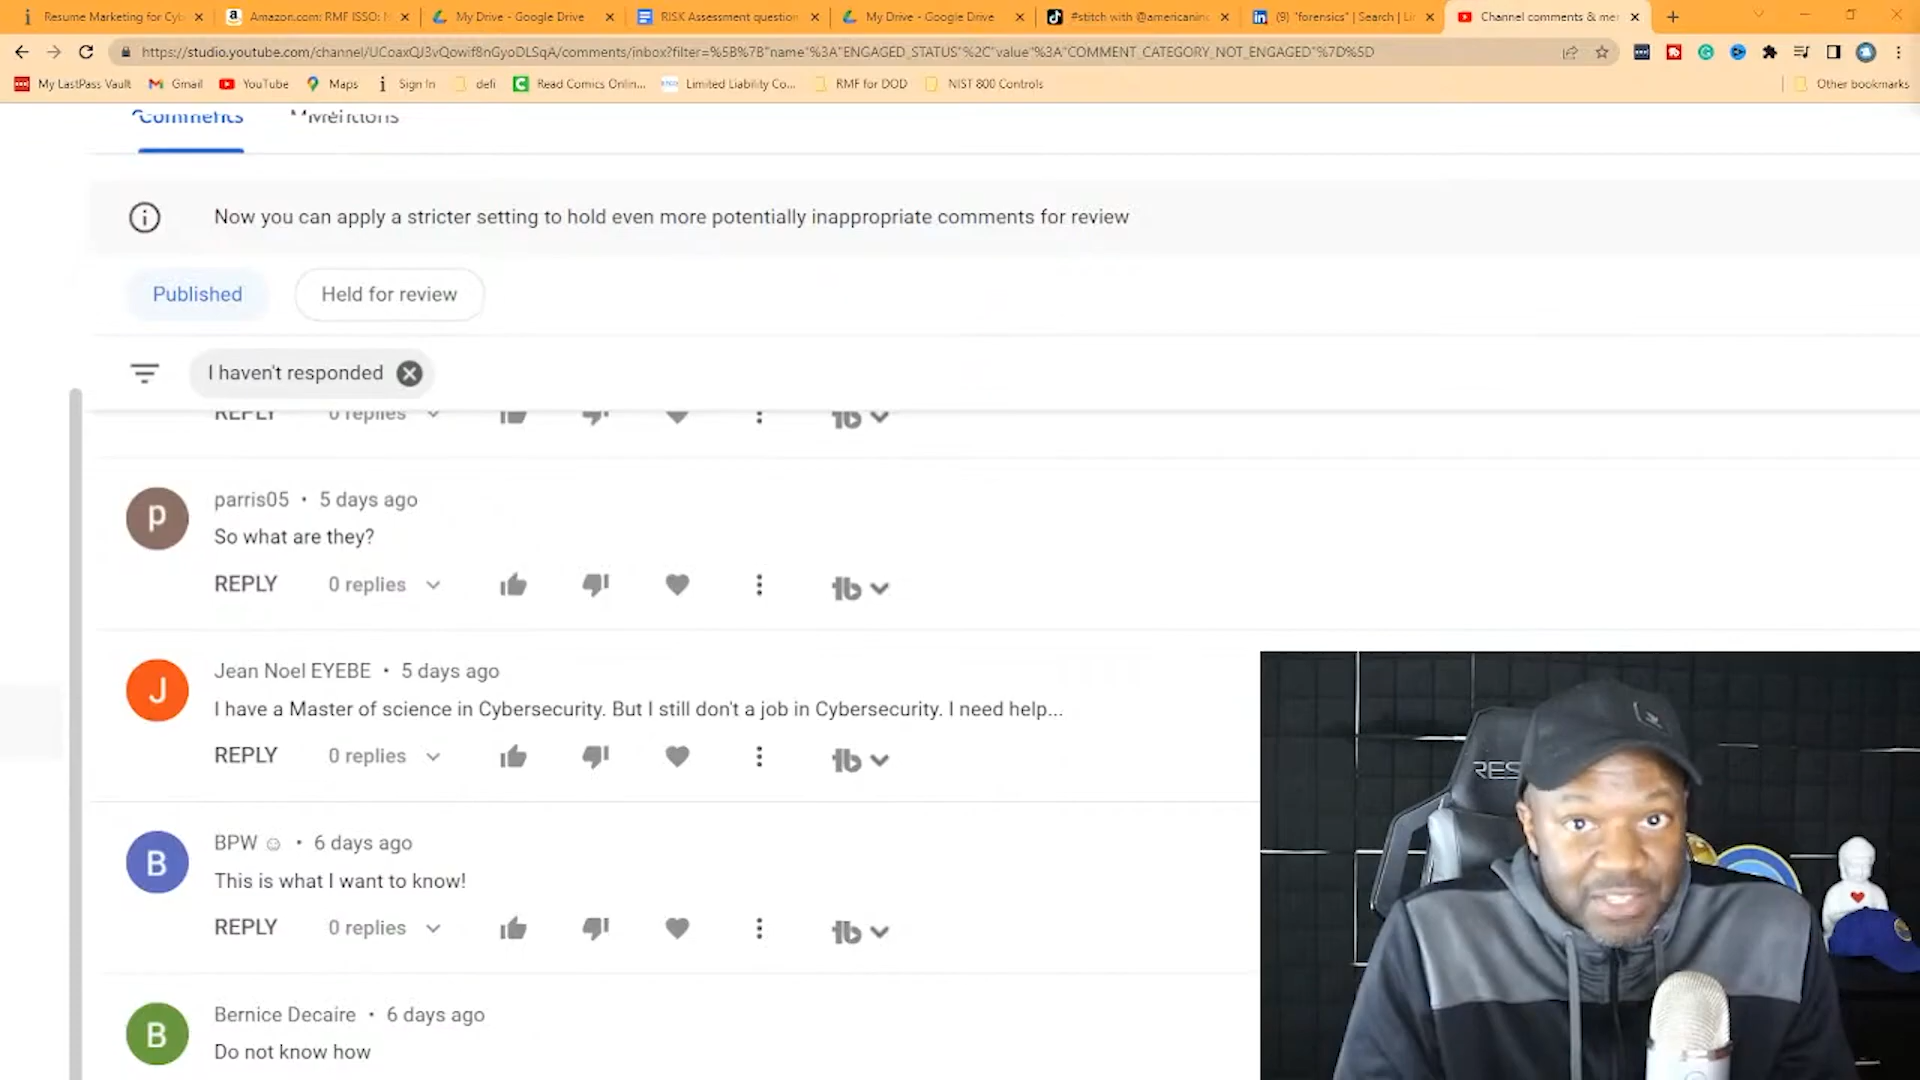 Resume Marketing for Cyb
Amazon.com: RMF ISSO: N
My Drive - Google Drive
RISK Assessment question
My Drive - Google Drive
#stitch with @americaninc
(9) "forensics" | Search | Li
Channel comments & me
https://studio.youtube.com/channel/UCoaxQJ3vQowif8nGyoDLSqA/comments/inbox?filter=%5B%7B"name"%3A"ENGAGED_STATUS"%2C"value"%3A"COMMENT_CATEGORY_NOT_ENGAGED"%7D%5D
My LastPass Vault
Gmail
YouTube
Maps
Sign In
defi
Read Comics Onlin...
Limited Liability Co...
RMF for DOD
NIST 800 Controls
Other bookmarks
Comments
Mentions
Now you can apply a stricter setting to hold even more potentially inappropriate comments for review
Published
Held for review
I haven't responded
REPLY 0 replies
parris05 • 5 days ago
So what are they?
REPLY 0 replies
Jean Noel EYEBE • 5 days ago
I have a Master of science in Cybersecurity. But I still don't a job in Cybersecurity. I need help...
REPLY 0 replies
BPW ☺ • 6 days ago
This is what I want to know!
REPLY 0 replies
Bernice Decaire • 6 days ago
Do not know how
P
J
B
B
RES